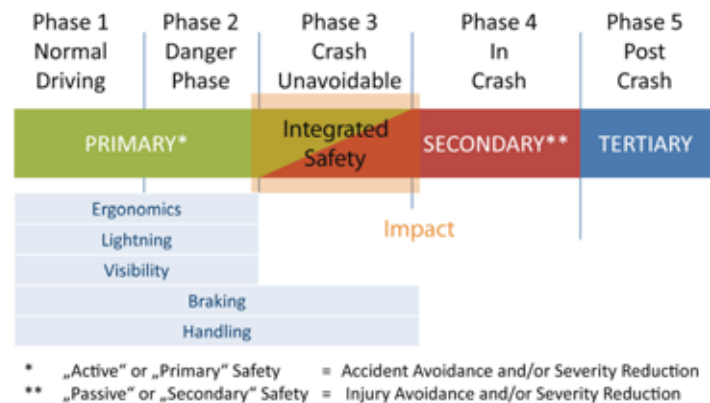 Phase 1
Normal
Driving
Phase 2
Danger
Phase
Phase 3
Crash
Unavoidable
Phase 4
In
Crash
Phase 5
Post
Crash
PRIMARY*
Integrated
Safety
SECONDARY**
TERTIARY
Ergonomics
Lightning
Visibility
Braking
Handling
Impact
* „Active“ or „Primary“ Safety = Accident Avoidance and/or Severity Reduction
** „Passive“ or „Secondary“ Safety = Injury Avoidance and/or Severity Reduction